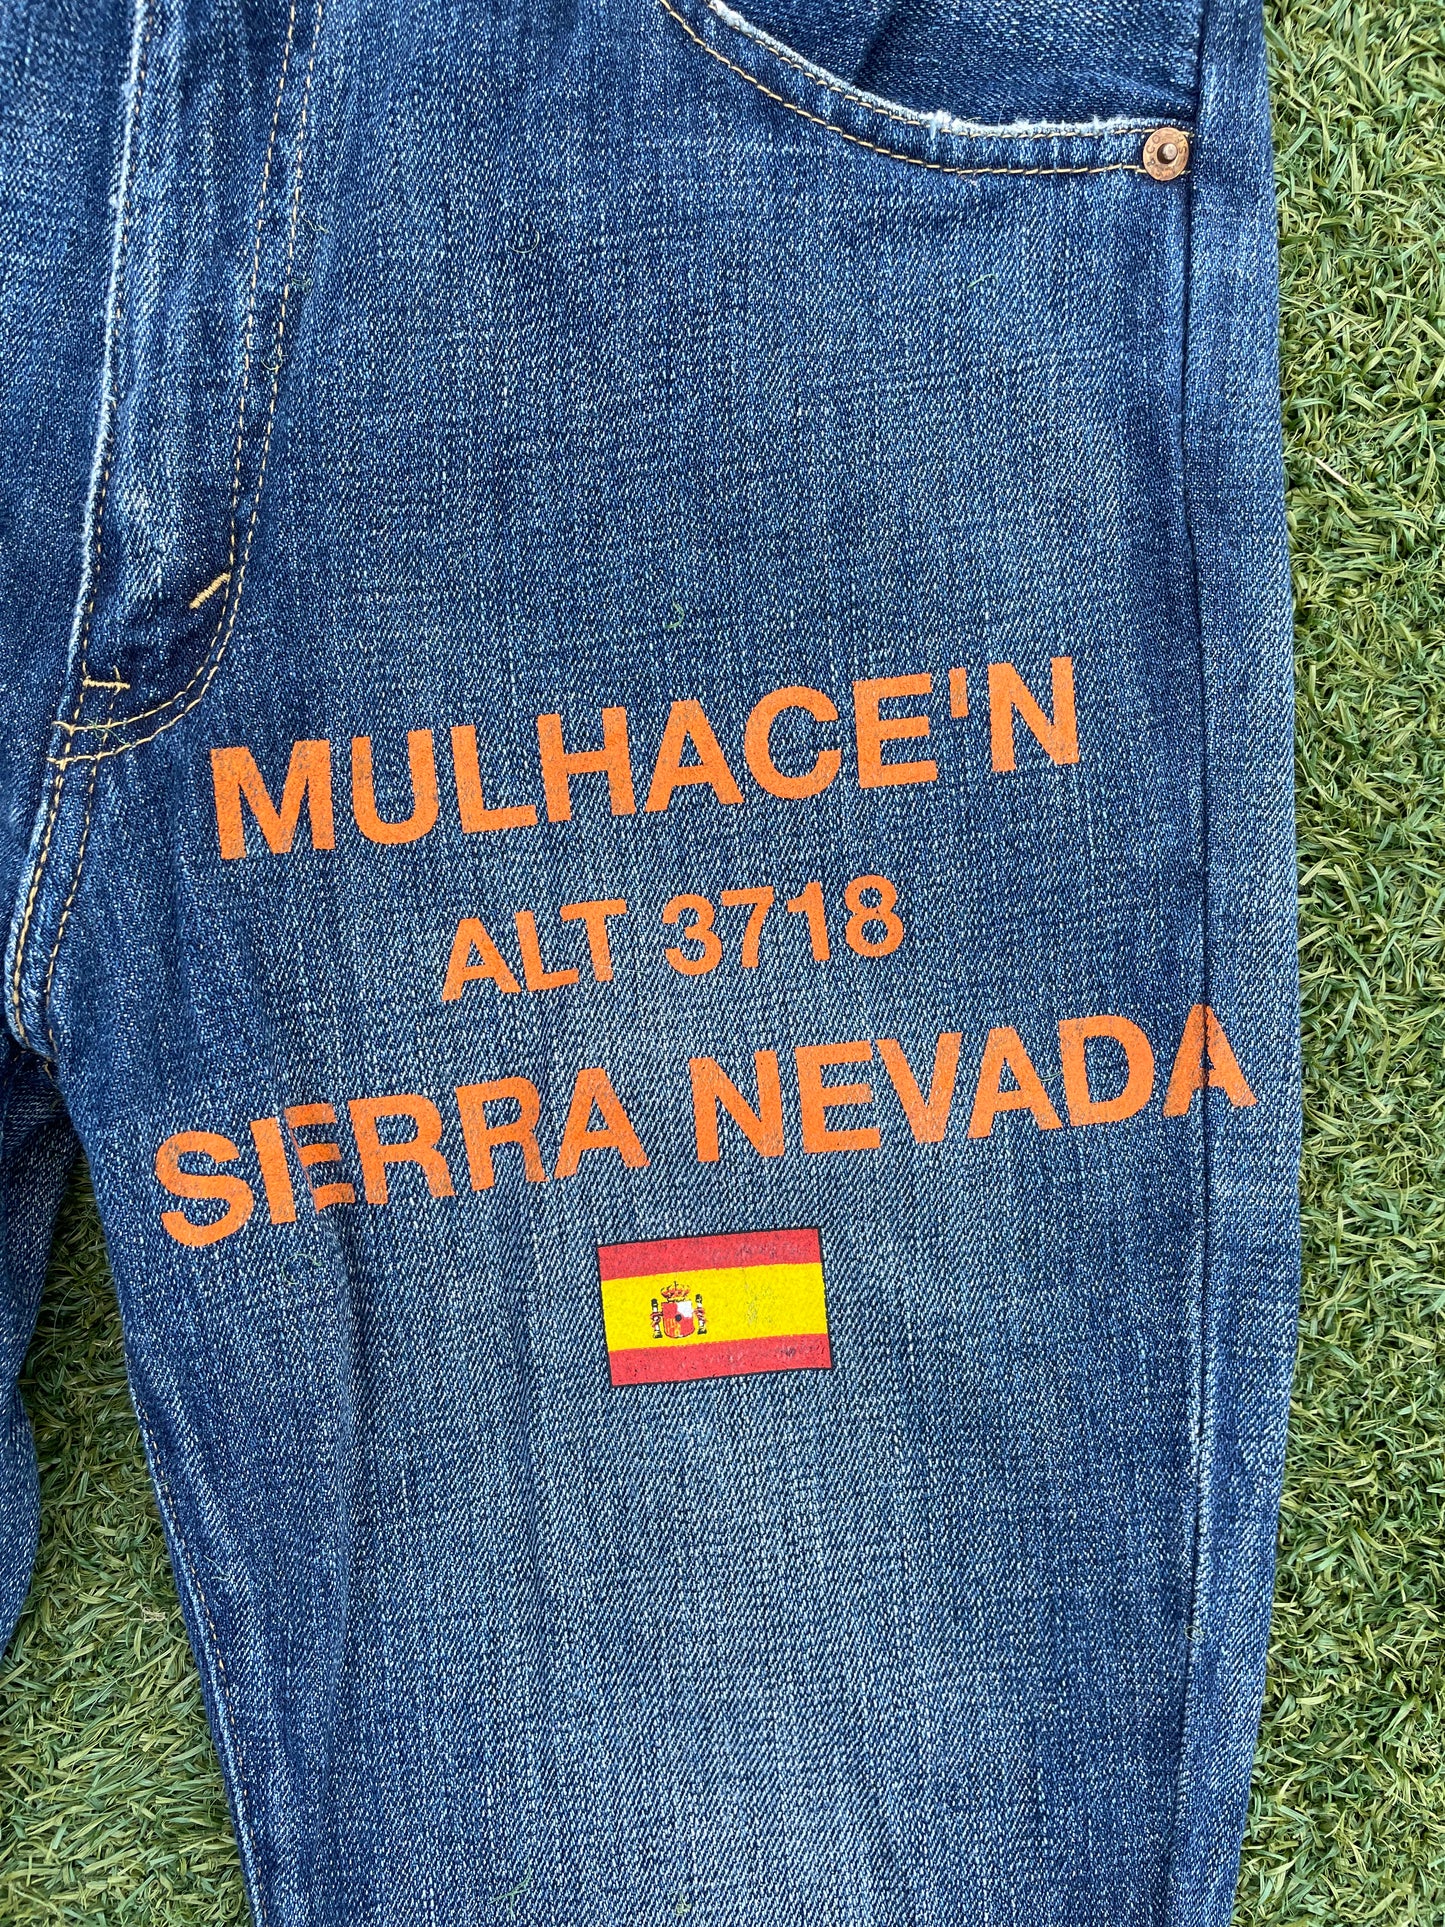 MULHACE'N
ALT 3718
SIERRA NEVADA